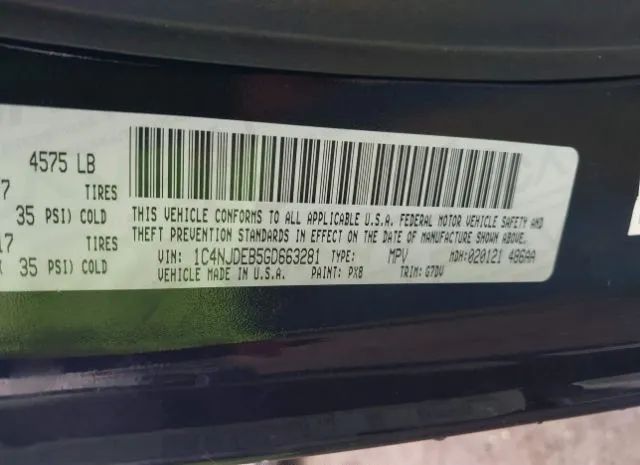 4575 LB
7 TIRES
35 PSI) COLD
17 TIRES
35 PSI) COLD
THIS VEHICLE CONFORMS TO ALL APPLICABLE U.S.A. FEDERAL MOTOR VEHICLE SAFETY AND
THEFT PREVENTION STANDARDS IN EFFECT ON THE DATE OF MANUFACTURE SHOWN ABOVE.
VIN: 1C4NJDEB5GD663281 TYPE: MPV MDH:020121 486AA
VEHICLE MADE IN U.S.A. PAINT: PX8 TRIM: G7DV